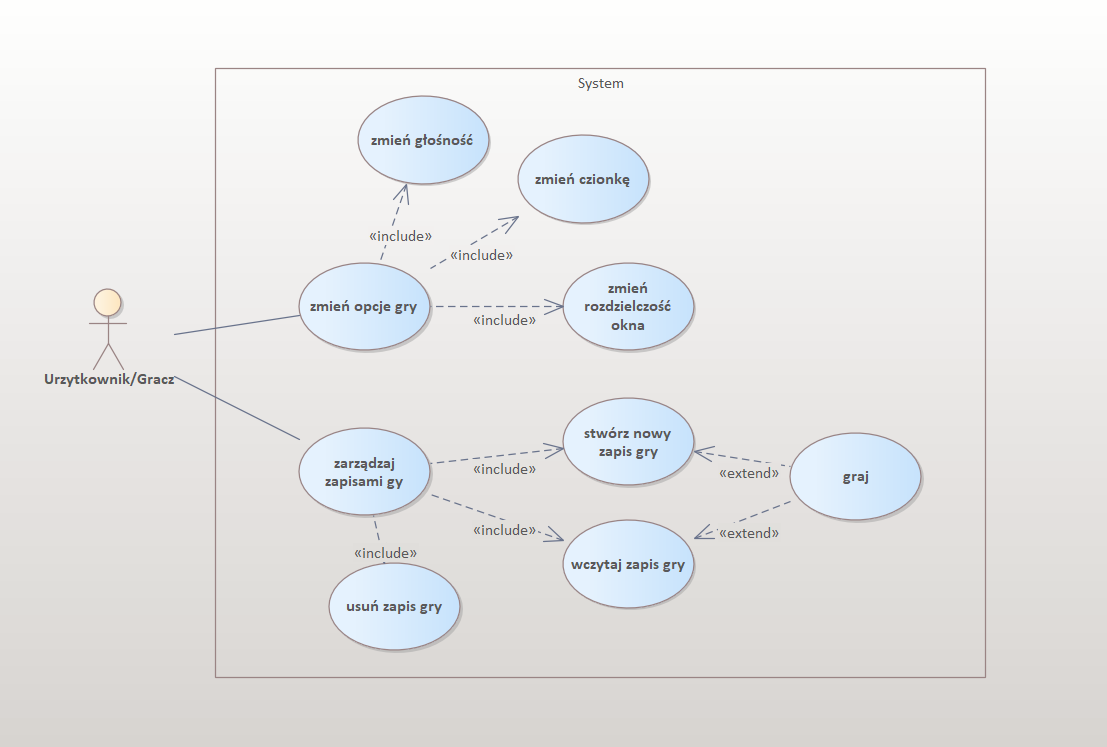 System
zmień głośność
zmień czionkę
«include»
«include»
zmień opcje gry
zmień
rozdzielczość
okna
«include»
Urzytkownik/Gracz
stwórz nowy
zapis gry
zarządzaj
zapisami gy
«include»
«extend»
graj
«include»
«extend»
«include»
wczytaj zapis gry
usuń zapis gry